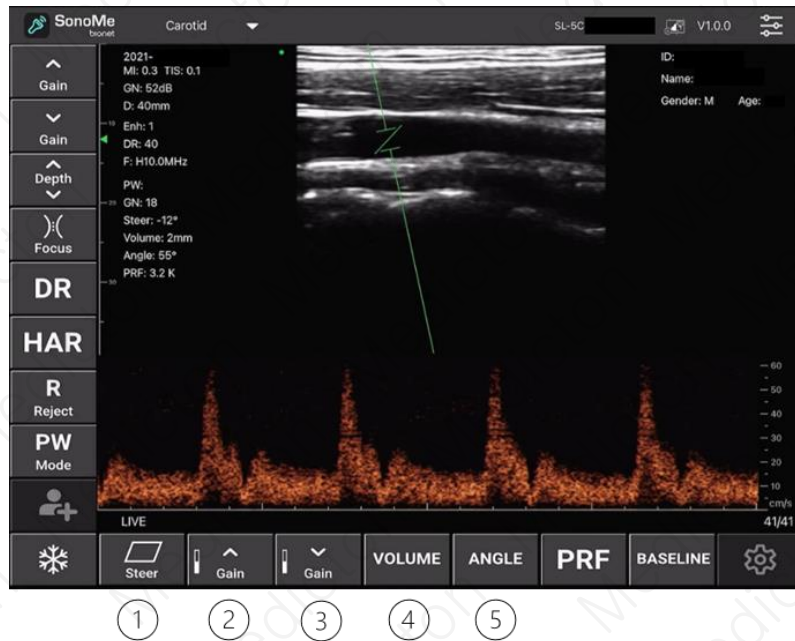 SonoMe
bionet
Carotid
SL-5C
V1.0.0
Gain
Gain
Depth
Focus
DR
HAR
R
Reject
PW
Mode
2021-
MI: 0.3 TIS: 0.1
GN: 52dB
D: 40mm
Enh: 1
DR: 40
F: H10.0MHz
PW:
GN: 18
Steer: -12°
Volume: 2mm
Angle: 55°
PRF: 3.2 K
10
20
30
ID:
Name:
Gender: M Age:
60
50
40
30
20
10
cm/s
LIVE
41/41
Steer
Gain
Gain
VOLUME
ANGLE
PRF
BASELINE
1 2 3 4 5